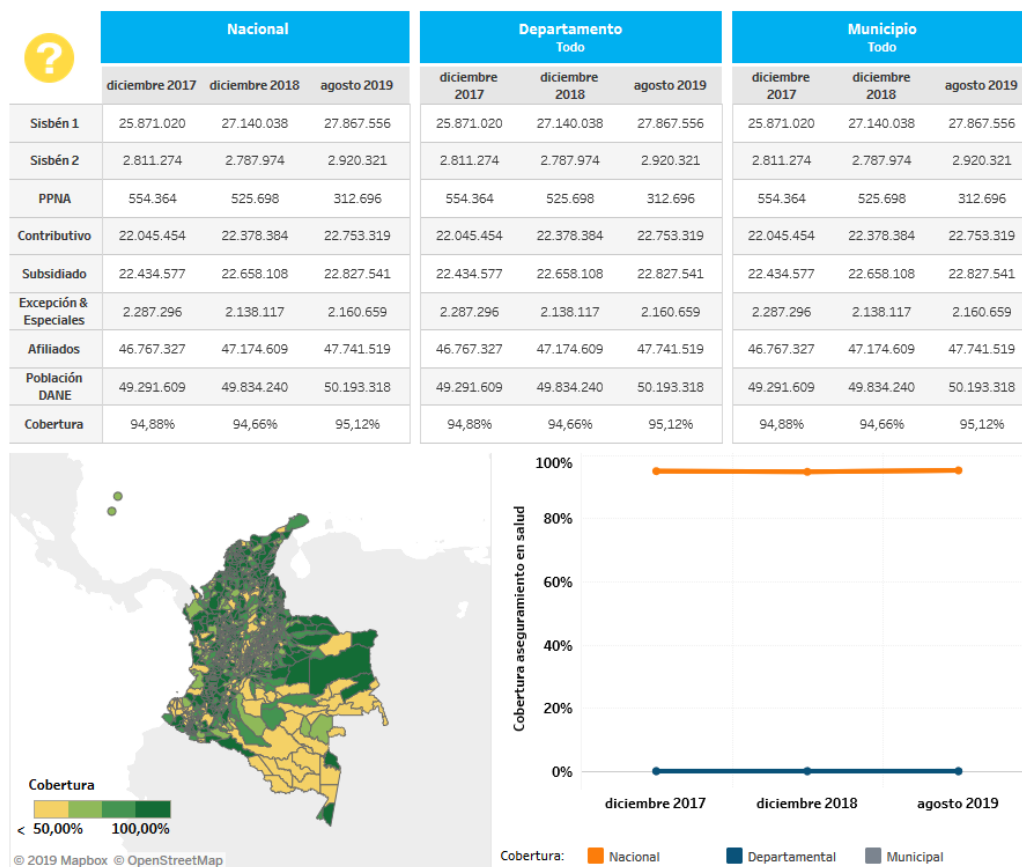 ?
Nacional
Departamento
Todo
Municipio
Todo
diciembre 2017 diciembre 2018 agosto 2019 diciembre 2017 diciembre 2018 agosto 2019 diciembre 2017 diciembre 2018 agosto 2019
Sisbén 1 25.871.020 27.140.038 27.867.556 25.871.020 27.140.038 27.867.556 25.871.020 27.140.038 27.867.556
Sisbén 2 2.811.274 2.787.974 2.920.321 2.811.274 2.787.974 2.920.321 2.811.274 2.787.974 2.920.321
PPNA 554.364 525.698 312.696 554.364 525.698 312.696 554.364 525.698 312.696
Contributivo 22.045.454 22.378.384 22.753.319 22.045.454 22.378.384 22.753.319 22.045.454 22.378.384 22.753.319
Subsidiado 22.434.577 22.658.108 22.827.541 22.434.577 22.658.108 22.827.541 22.434.577 22.658.108 22.827.541
Excepción & Especiales 2.287.296 2.138.117 2.160.659 2.287.296 2.138.117 2.160.659 2.287.296 2.138.117 2.160.659
Afiliados 46.767.327 47.174.609 47.741.519 46.767.327 47.174.609 47.741.519 46.767.327 47.174.609 47.741.519
Población DANE 49.291.609 49.834.240 50.193.318 49.291.609 49.834.240 50.193.318 49.291.609 49.834.240 50.193.318
Cobertura 94,88% 94,66% 95,12% 94,88% 94,66% 95,12% 94,88% 94,66% 95,12%
Cobertura
< 50,00% 100,00%
© 2019 Mapbox © OpenStreetMap
Cobertura aseguramiento en salud
100%
80%
60%
40%
20%
0%
diciembre 2017 diciembre 2018 agosto 2019
Cobertura: Nacional Departamental Municipal